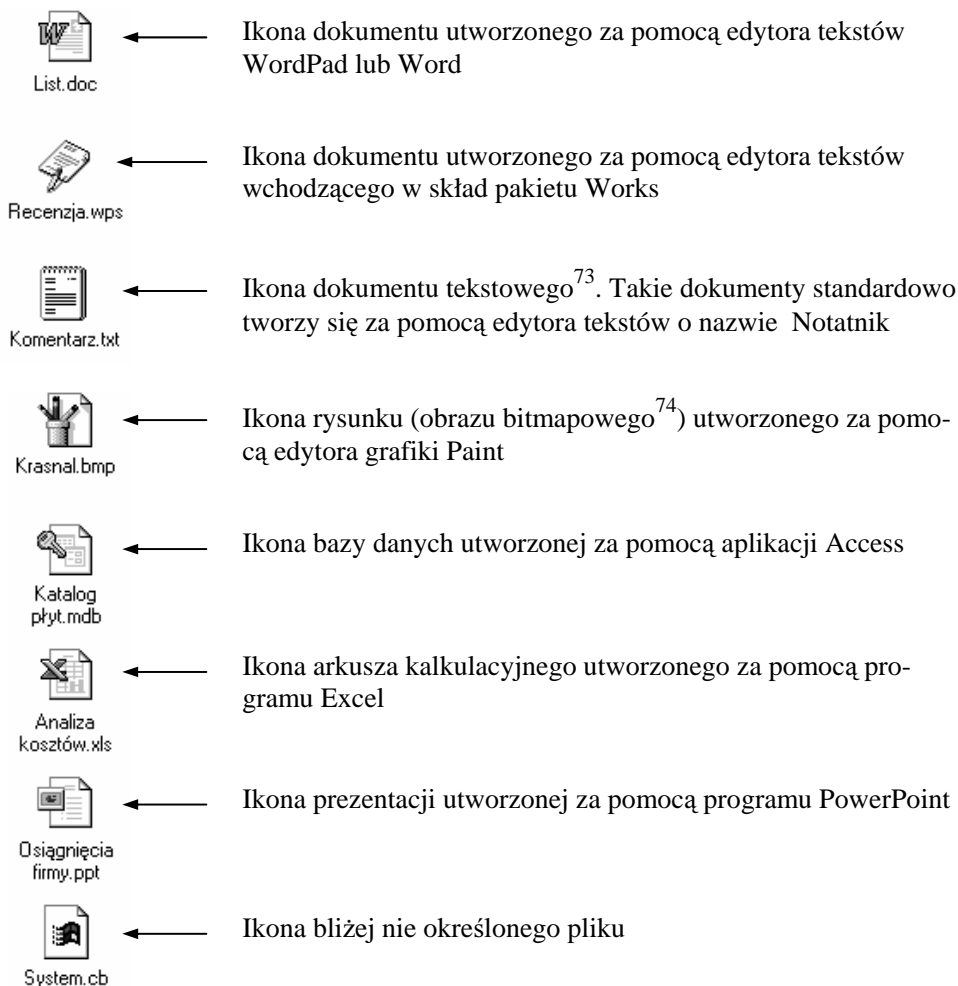 Ikona dokumentu utworzonego za pomocą edytora tekstów
WordPad lub Word
List.doc
Ikona dokumentu utworzonego za pomocą edytora tekstów
wchodzącego w skład pakietu Works
Recenzja.wps
Ikona dokumentu tekstowego73. Takie dokumenty standardowo
tworzy się za pomocą edytora tekstów o nazwie Notatnik
Komentarz.txt
Ikona rysunku (obrazu bitmapowego74) utworzonego za pomo-
cą edytora grafiki Paint
Krasnal.bmp
Ikona bazy danych utworzonej za pomocą aplikacji Access
Katalog
płyt.mdb
Ikona arkusza kalkulacyjnego utworzonego za pomocą pro-
gramu Excel
Analiza
kosztów.xls
Ikona prezentacji utworzonej za pomocą programu PowerPoint
Osiągnięcia
firmy.ppt
Ikona bliżej nie określonego pliku
System.cb